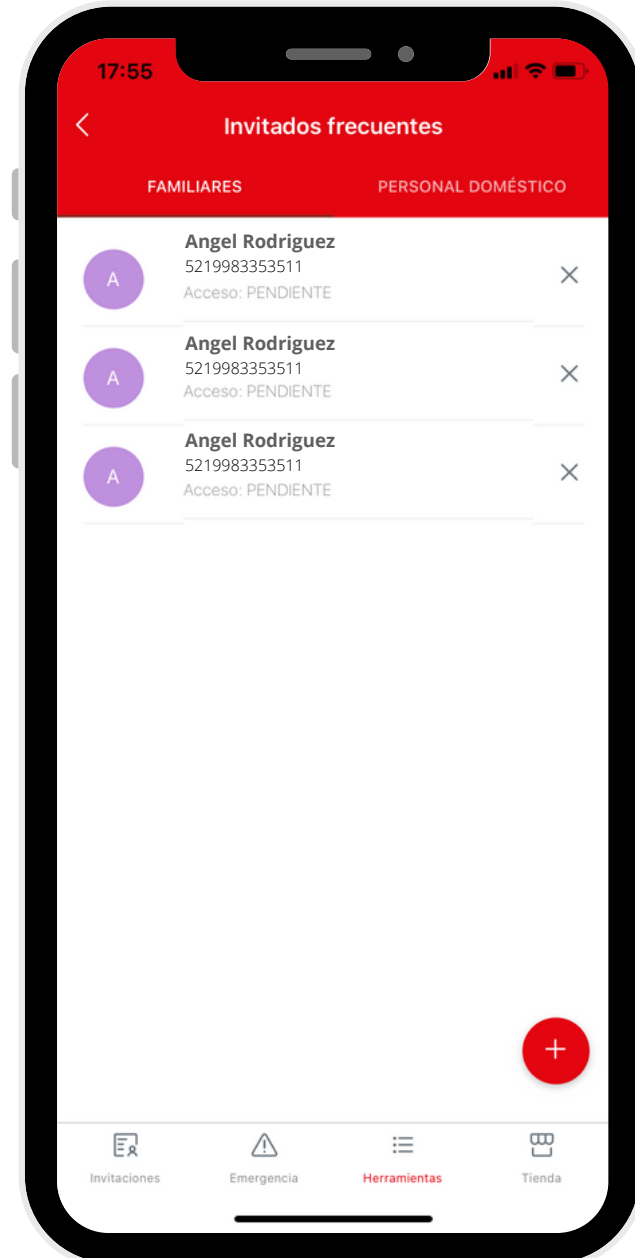 17:55
Invitados frecuentes
FAMILIARES PERSONAL DOMÉSTICO
Angel Rodriguez
A 5219983353511
Acceso: PENDIENTE
Angel Rodriguez
A 5219983353511
Acceso: PENDIENTE
Angel Rodriguez
A 5219983353511
Acceso: PENDIENTE
Invitaciones Emergencia Herramientas Tienda